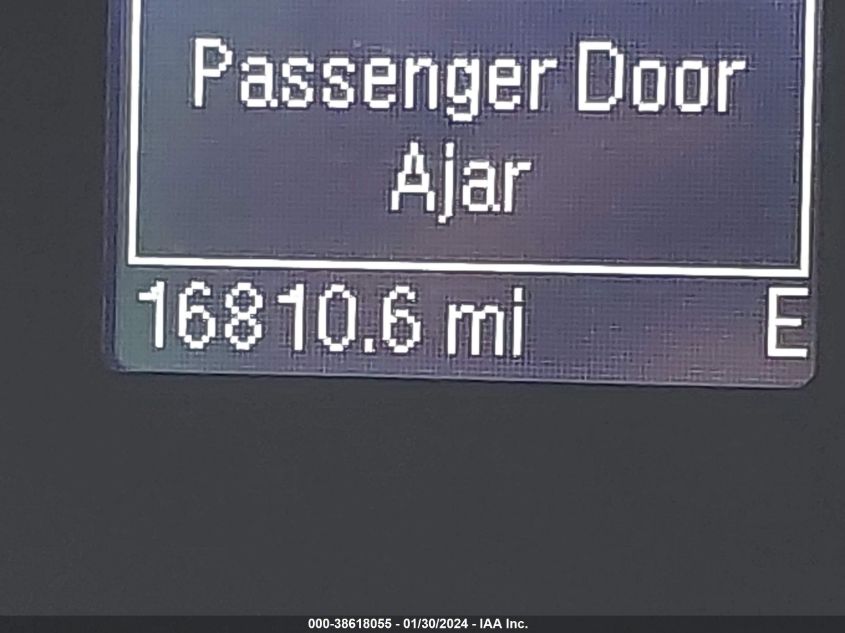 Passenger Door
Ajar
16810.6 mi E
000-38618055 - 01/30/2024 - IAA Inc.